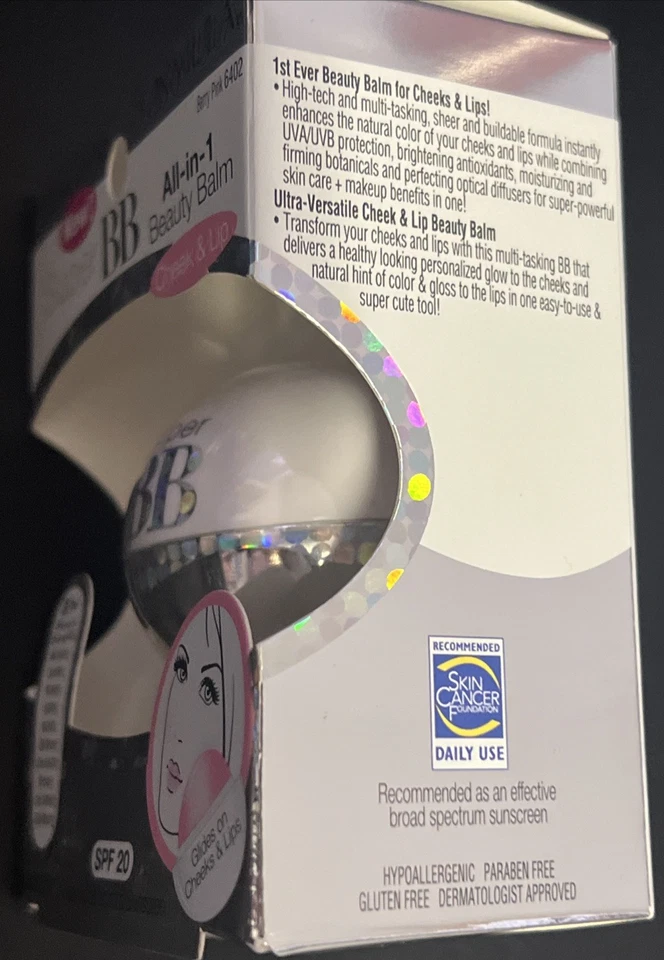 Berry Pink 6402
BB
All-in-1
Beauty Balm
Cheek & Lip
BB
Glides on
Cheeks & Lips
SPF 20
1st Ever Beauty Balm for Cheeks & Lips!
• High-tech and multi-tasking, sheer and buildable formula instantly
enhances the natural color of your cheeks and lips while combining
UVA/UVB protection, brightening antioxidants, moisturizing and
firming botanicals and perfecting optical diffusers for super-powerful
skin care + makeup benefits in one!
Ultra-Versatile Cheek & Lip Beauty Balm
• Transform your cheeks and lips with this multi-tasking BB that
delivers a healthy looking personalized glow to the cheeks and
natural hint of color & gloss to the lips in one easy-to-use &
super cute tool!
RECOMMENDED
SKIN
CANCER
FOUNDATION
DAILY USE
Recommended as an effective
broad spectrum sunscreen
HYPOALLERGENIC PARABEN FREE
GLUTEN FREE DERMATOLOGIST APPROVED